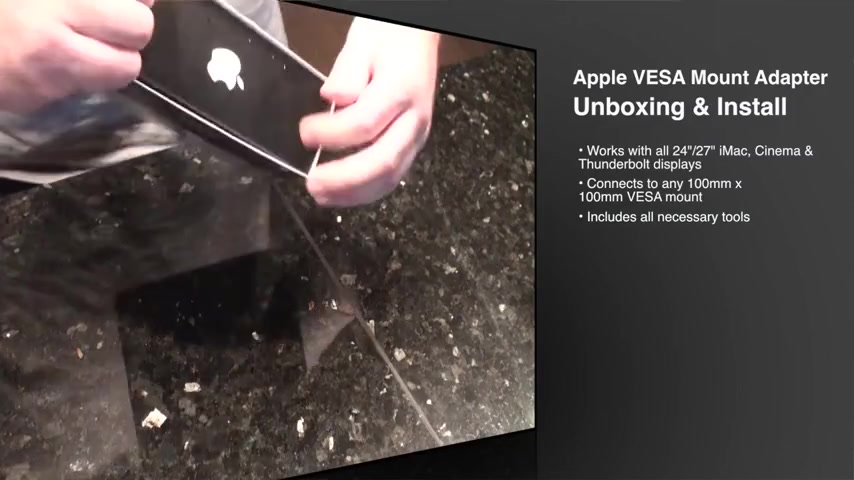 Apple VESA Mount Adapter
Unboxing & Install
• Works with all 24"/27" iMac, Cinema &
Thunderbolt displays
• Connects to any 100mm x
100mm VESA mount
• Includes all necessary tools